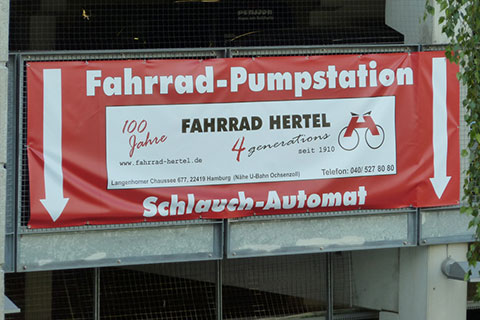 Fahrrad-Pumpstation
100 Jahre
FAHRRAD HERTEL
4 generations
seit 1910
www.fahrrad-hertel.de
Telefon: 040/ 527 80 80
Langenhorner Chaussee 677, 22419 Hamburg (Nähe U-Bahn Ochsenzoll)
Schlauch-Automat